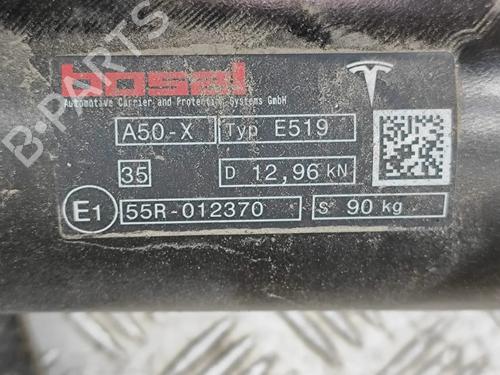 bosal
Automotive Carrier and Protecting Systems GmbH
A50-X Typ E519
35 D 12,96 kN
E1 55R-012370 S 90 kg
B-PARTS